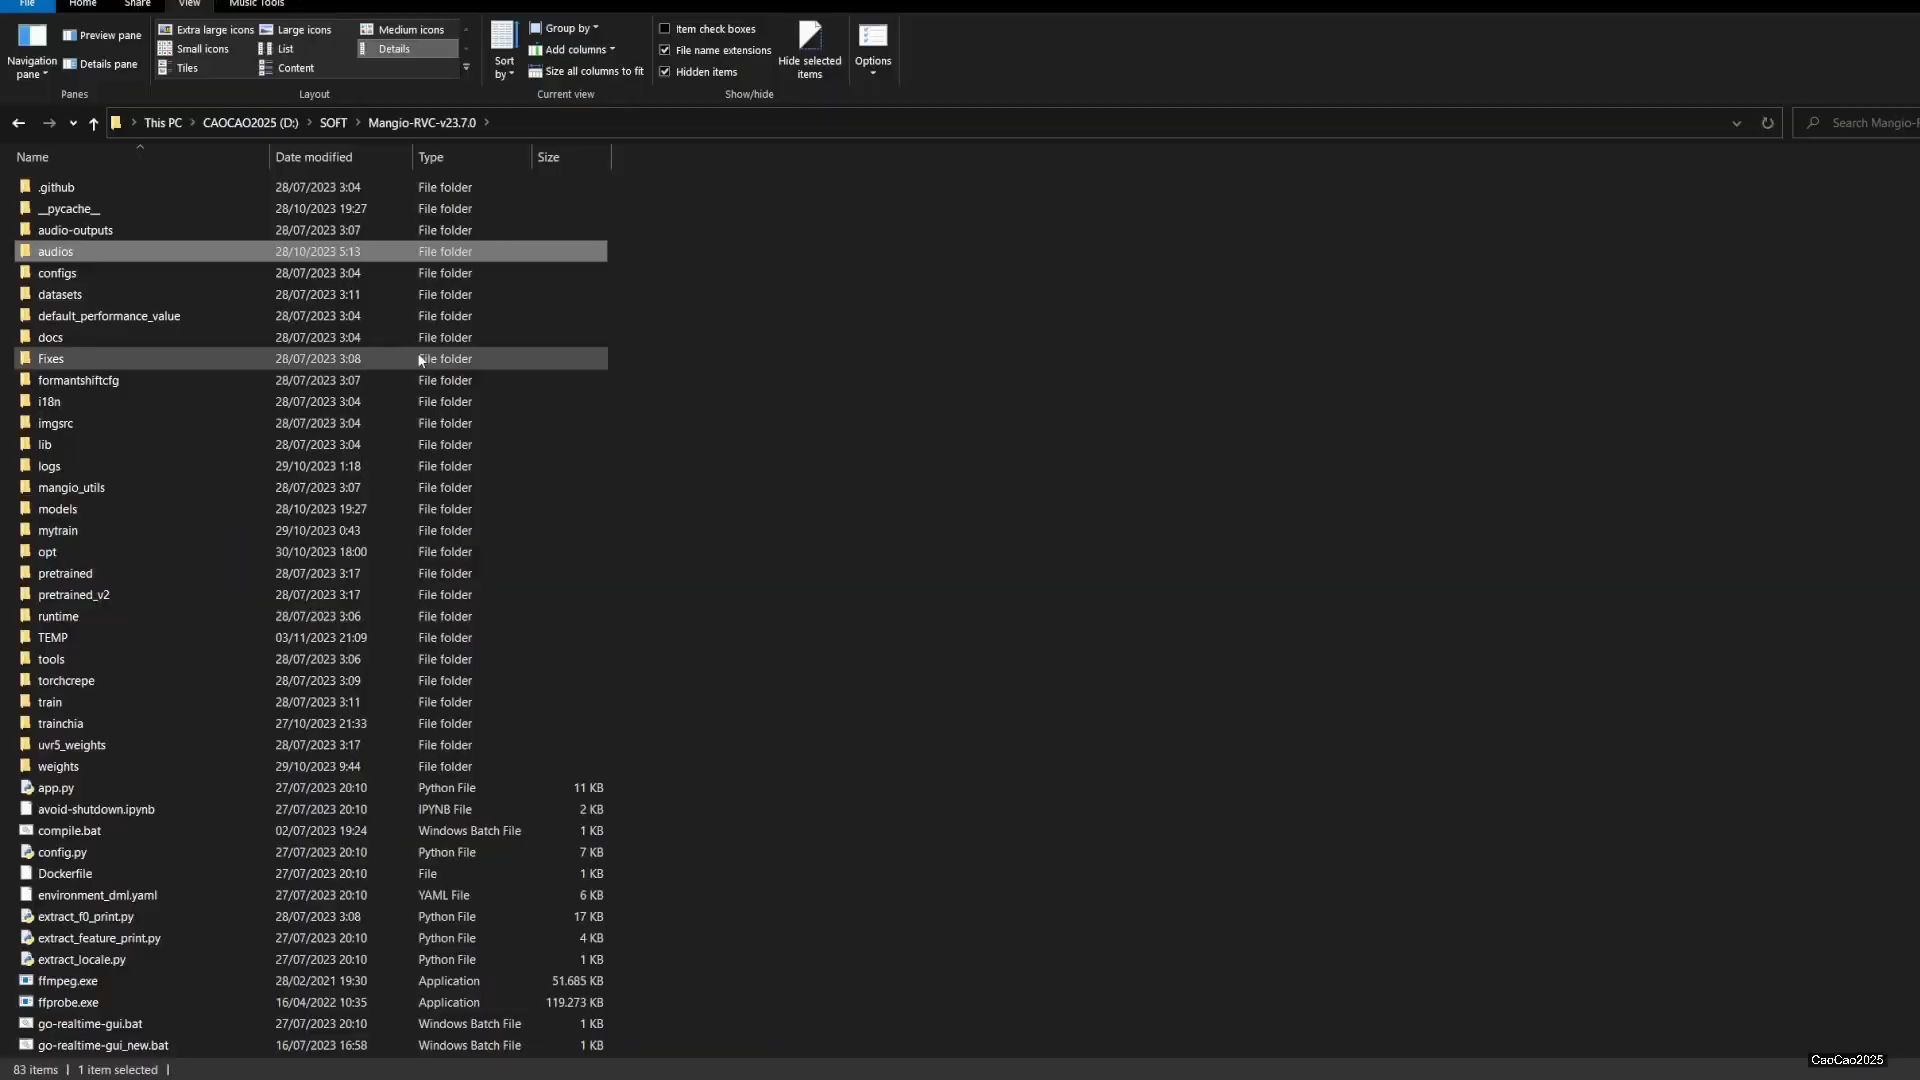 File Home Share View Music Tools
Navigation pane Preview pane Details pane
Extra large icons Large icons Medium icons
Small icons List Details
Tiles Content
Sort by Group by
Add columns
Size all columns to fit
Item check boxes
File name extensions
Hidden items
Hide selected items
Options
Panes Layout Current view Show/hide
This PC CAOCAO2025 (D:) SOFT Mangio-RVC-v23.7.0 Search Mangio-R
Name Date modified Type Size
.github 28/07/2023 3:04 File folder
__pycache__ 28/10/2023 19:27 File folder
audio-outputs 28/07/2023 3:07 File folder
audios 28/10/2023 5:13 File folder
configs 28/07/2023 3:04 File folder
datasets 28/07/2023 3:11 File folder
default_performance_value 28/07/2023 3:04 File folder
docs 28/07/2023 3:04 File folder
Fixes 28/07/2023 3:08 File folder
formantshiftcfg 28/07/2023 3:07 File folder
i18n 28/07/2023 3:04 File folder
imgsrc 28/07/2023 3:04 File folder
lib 28/07/2023 3:04 File folder
logs 29/10/2023 1:18 File folder
mangio_utils 28/07/2023 3:07 File folder
models 28/10/2023 19:27 File folder
mytrain 29/10/2023 0:43 File folder
opt 30/10/2023 18:00 File folder
pretrained 28/07/2023 3:17 File folder
pretrained_v2 28/07/2023 3:17 File folder
runtime 28/07/2023 3:06 File folder
TEMP 03/11/2023 21:09 File folder
tools 28/07/2023 3:06 File folder
torchcrepe 28/07/2023 3:09 File folder
train 28/07/2023 3:11 File folder
trainchia 27/10/2023 21:33 File folder
uvr5_weights 28/07/2023 3:17 File folder
weights 29/10/2023 9:44 File folder
app.py 27/07/2023 20:10 Python File 11 KB
avoid-shutdown.ipynb 27/07/2023 20:10 IPYNB File 2 KB
compile.bat 02/07/2023 19:24 Windows Batch File 1 KB
config.py 27/07/2023 20:10 Python File 7 KB
Dockerfile 27/07/2023 20:10 File 1 KB
environment_dml.yaml 27/07/2023 20:10 YAML File 6 KB
extract_f0_print.py 28/07/2023 3:08 Python File 17 KB
extract_feature_print.py 27/07/2023 20:10 Python File 4 KB
extract_locale.py 27/07/2023 20:10 Python File 1 KB
ffmpeg.exe 28/02/2021 19:30 Application 51.685 KB
ffprobe.exe 16/04/2022 10:35 Application 119.273 KB
go-realtime-gui.bat 27/07/2023 20:10 Windows Batch File 1 KB
go-realtime-gui_new.bat 16/07/2023 16:58 Windows Batch File 1 KB
CaoCao2025
83 items 1 item selected